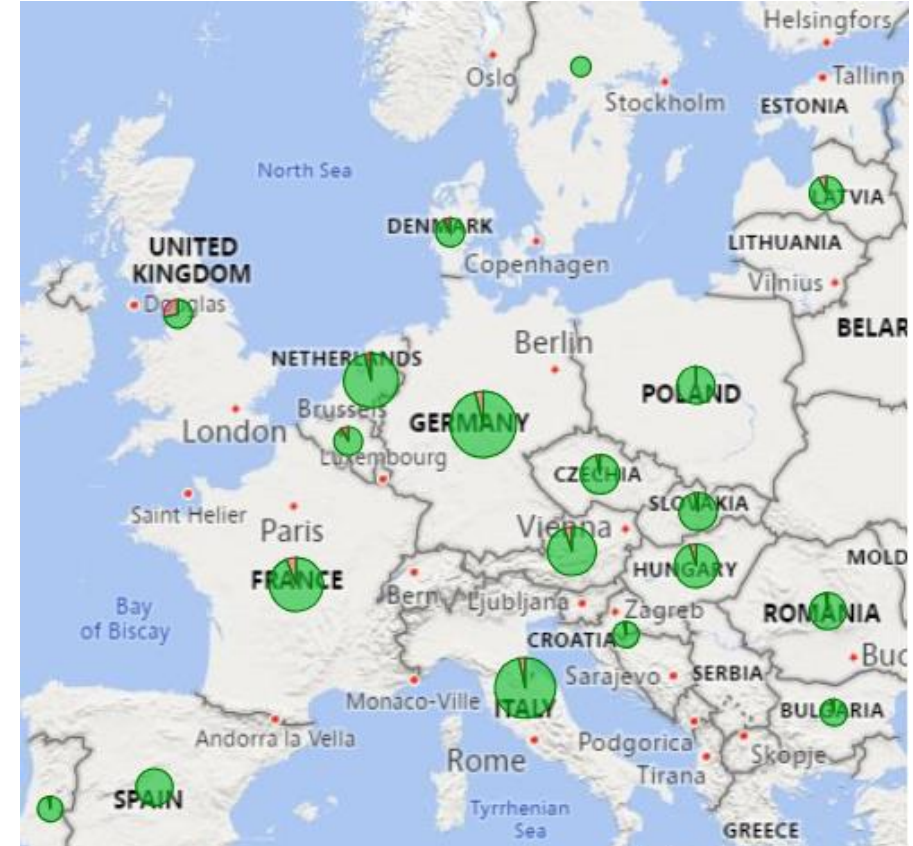 Helsingfors
Oslo
Tallinn
Stockholm
ESTONIA
North Sea
LATVIA
DENMARK
UNITED
KINGDOM
Copenhagen
LITHUANIA
Vilnius
Douglas
BELAR
Berlin
NETHERLANDS
POLAND
Brussels
GERMANY
London
Luxembourg
CZECHIA
SLOVAKIA
Saint Helier
Paris
Vienna
FRANCE
HUNGARY
MOLD
Bern
Ljubljana
Zagreb
ROMANIA
Bay
of Biscay
CROATIA
Buc
Sarajevo
SERBIA
Monaco-Ville
ITALY
BULGARIA
Andorra la Vella
Rome
Podgorica
Skopje
Tirana
SPAIN
Tyrrhenian
Sea
GREECE